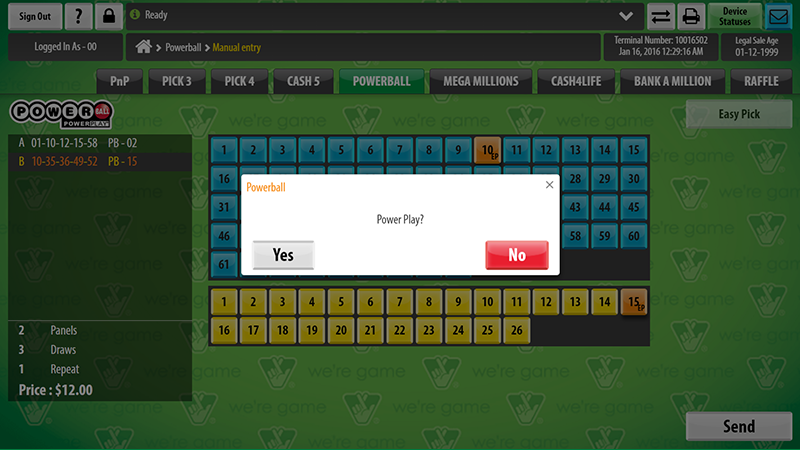 Sign Out ? Ready Device Statuses
Logged In As - 00 > Powerball > Manual entry Terminal Number: 10016502 Legal Sale Age
Jan 16, 2016 12:29:16 AM 01-12-1999
PnP PICK 3 PICK 4 CASH 5 POWERBALL MEGA MILLIONS CASH4LIFE BANK A MILLION RAFFLE
POWERBALL
POWERPLAY
Easy Pick
A 01-10-12-15-58 PB - 02
B 10-35-36-49-52 PB - 15
1 2 3 4 5 6 7 8 9 10 EP 11 12 13 14 15
16 28 29 30
31 43 44 45
46 58 59 60
61
Powerball ×
Power Play?
Yes No
1 2 3 4 5 6 7 8 9 10 11 12 13 14 15 EP
16 17 18 19 20 21 22 23 24 25 26
2 Panels
3 Draws
1 Repeat
Price : $12.00
Send
we're game